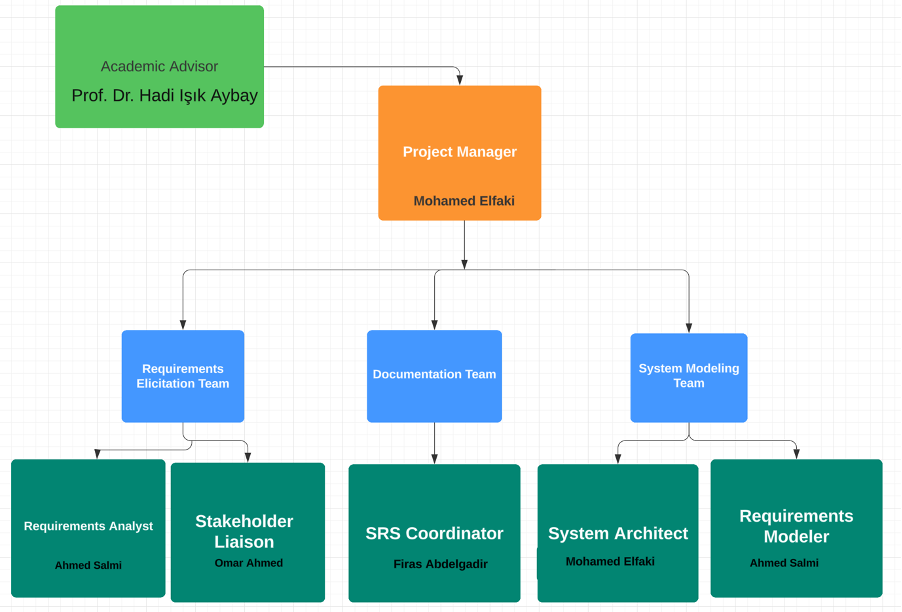 Academic Advisor
Prof. Dr. Hadi Işık Aybay
Project Manager
Mohamed Elfaki
Requirements
Elicitation Team
Documentation Team
System Modeling
Team
Requirements Analyst
Ahmed Salmi
Stakeholder
Liaison
Omar Ahmed
SRS Coordinator
Firas Abdelgadir
System Architect
Mohamed Elfaki
Requirements
Modeler
Ahmed Salmi